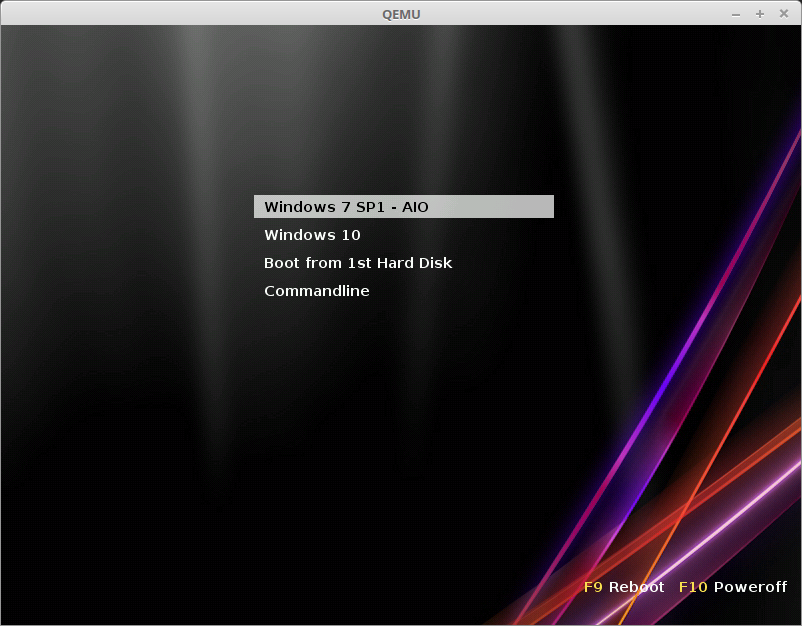 QEMU
Windows 7 SP1 - AIO
Windows 10
Boot from 1st Hard Disk
Commandline
F9 Reboot F10 Poweroff